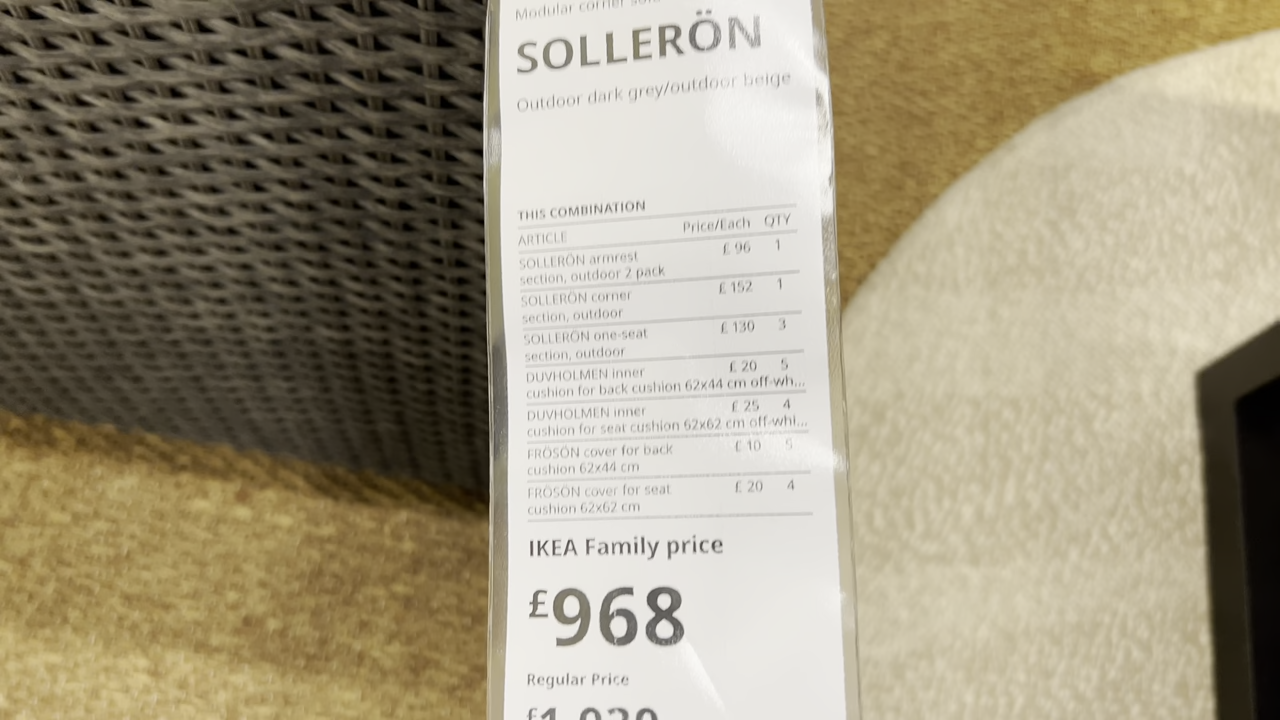 Modular corner sofa
SOLLERÖN
Outdoor dark grey/outdoor beige
THIS COMBINATION
ARTICLE Price/Each QTY
SOLLERÖN armrest £ 96 1
section, outdoor 2 pack
SOLLERÖN corner £ 152 1
section, outdoor
SOLLERÖN one-seat £ 130 3
section, outdoor
DUVHOLMEN inner £ 20 5
cushion for back cushion 62x44 cm off-wh...
DUVHOLMEN inner £ 25 4
cushion for seat cushion 62x62 cm off-whi...
FRÖSÖN cover for back £ 10 5
cushion 62x44 cm
FRÖSÖN cover for seat £ 20 4
cushion 62x62 cm
IKEA Family price
£968
Regular Price